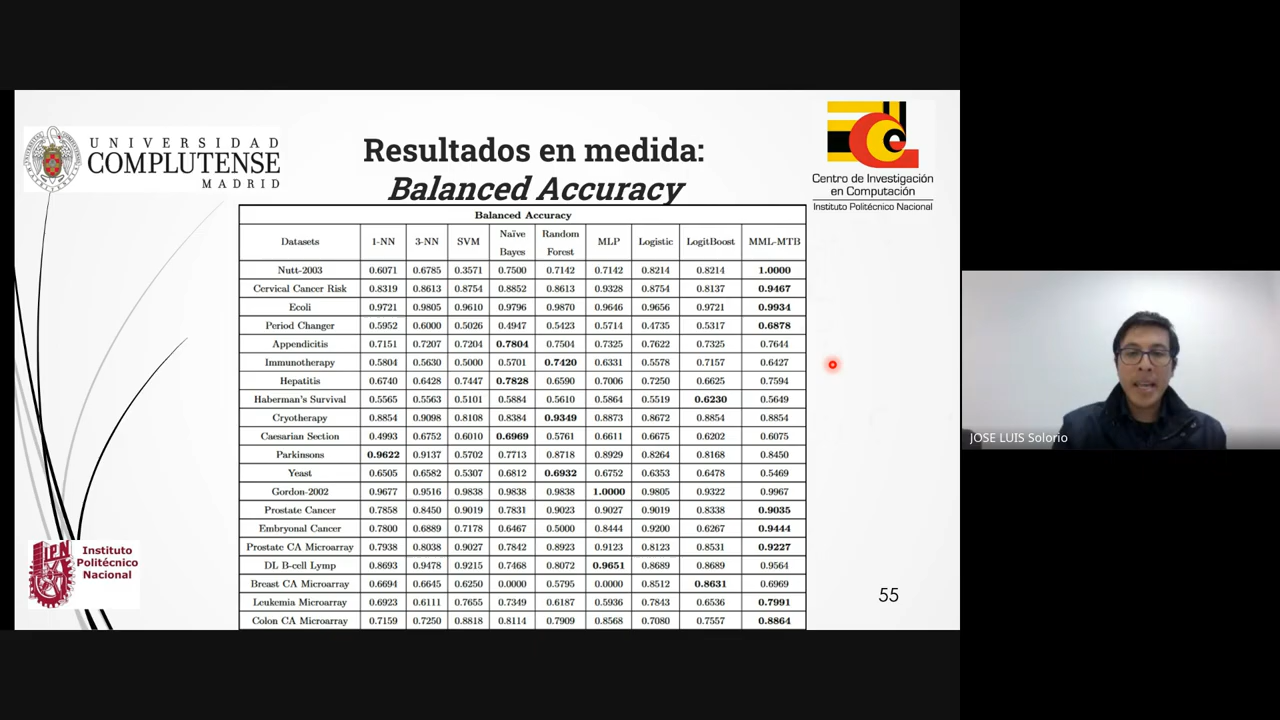 UNIVERSIDAD
COMPLUTENSE
MADRID
Resultados en medida:
Balanced Accuracy
Centro de Investigación
en Computación
Instituto Politécnico Nacional
Balanced Accuracy
Datasets 1-NN 3-NN SVM Naïve Bayes Random Forest MLP Logistic LogitBoost MML-MTB
Nutt-2003 0.6071 0.6785 0.3571 0.7500 0.7142 0.7142 0.8214 0.8214 1.0000
Cervical Cancer Risk 0.8319 0.8613 0.8754 0.8852 0.8613 0.9328 0.8754 0.8137 0.9467
Ecoli 0.9721 0.9805 0.9610 0.9796 0.9870 0.9646 0.9656 0.9721 0.9934
Period Changer 0.5952 0.6000 0.5026 0.4947 0.5423 0.5714 0.4735 0.5317 0.6878
Appendicitis 0.7151 0.7207 0.7204 0.7804 0.7504 0.7325 0.7622 0.7325 0.7644
Immunotherapy 0.5804 0.5630 0.5000 0.5701 0.7420 0.6331 0.5578 0.7157 0.6427
Hepatitis 0.6740 0.6428 0.7447 0.7828 0.6590 0.7006 0.7250 0.6625 0.7594
Haberman's Survival 0.5565 0.5563 0.5101 0.5884 0.5610 0.5864 0.5519 0.6230 0.5649
Cryotherapy 0.8854 0.9098 0.8108 0.8384 0.9349 0.8873 0.8672 0.8854 0.8854
Caesarian Section 0.4993 0.6752 0.6010 0.6969 0.5761 0.6611 0.6675 0.6202 0.6075
Parkinsons 0.9622 0.9137 0.5702 0.7713 0.8718 0.8929 0.8264 0.8168 0.8450
Yeast 0.6505 0.6582 0.5307 0.6812 0.6932 0.6752 0.6353 0.6478 0.5469
Gordon-2002 0.9677 0.9516 0.9838 0.9838 0.9838 1.0000 0.9805 0.9322 0.9967
Prostate Cancer 0.7858 0.8450 0.9019 0.7831 0.9023 0.9027 0.9019 0.8338 0.9035
Embryonal Cancer 0.7800 0.6889 0.7178 0.6467 0.5000 0.8444 0.9200 0.6267 0.9444
Prostate CA Microarray 0.7938 0.8038 0.9027 0.7842 0.8923 0.9123 0.8123 0.8531 0.9227
DL B-cell Lymp 0.8693 0.9478 0.9215 0.7468 0.8072 0.9651 0.8689 0.8689 0.9564
Breast CA Microarray 0.6694 0.6645 0.6250 0.0000 0.5795 0.0000 0.8512 0.8631 0.6969
Leukemia Microarray 0.6923 0.6111 0.7655 0.7349 0.6187 0.5936 0.7843 0.6536 0.7991
Colon CA Microarray 0.7159 0.7250 0.8818 0.8114 0.7909 0.8568 0.7080 0.7557 0.8864
IPN
Instituto
Politécnico
Nacional
55
JOSE LUIS Solorio